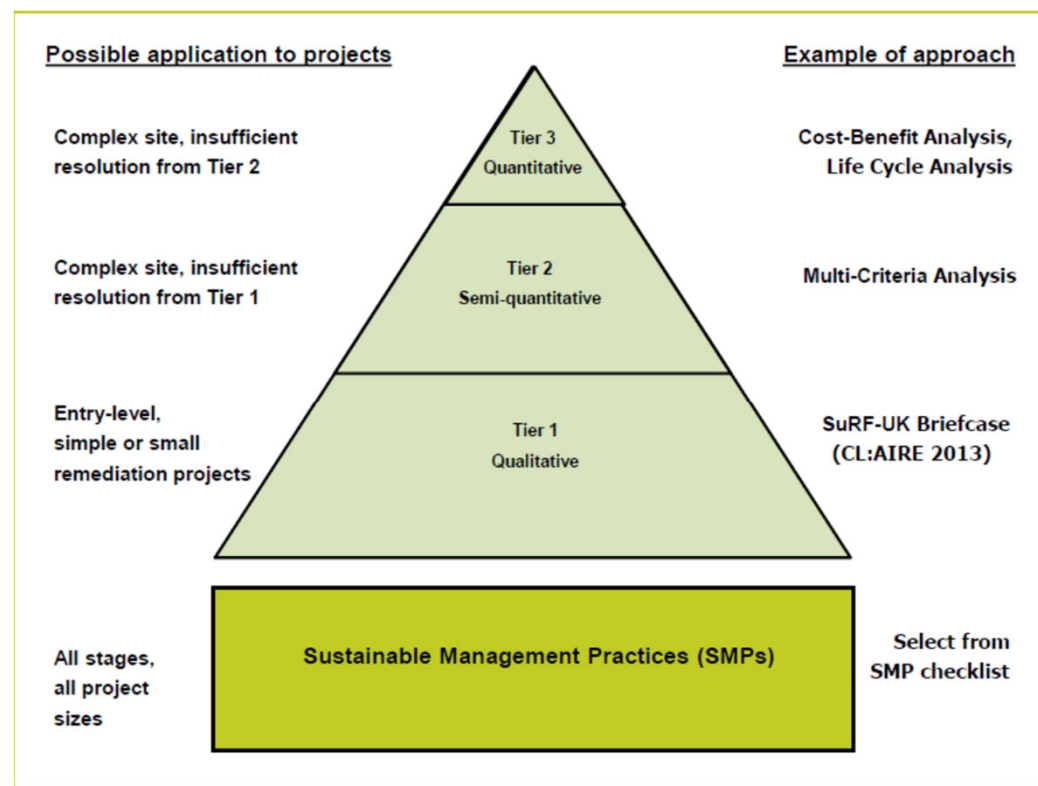 Possible application to projects
Example of approach
Complex site, insufficient
resolution from Tier 2
Tier 3
Quantitative
Cost-Benefit Analysis,
Life Cycle Analysis
Complex site, insufficient
resolution from Tier 1
Tier 2
Semi-quantitative
Multi-Criteria Analysis
Entry-level,
simple or small
remediation projects
Tier 1
Qualitative
SuRF-UK Briefcase
(CL:AIRE 2013)
All stages,
all project
sizes
Sustainable Management Practices (SMPs)
Select from
SMP checklist